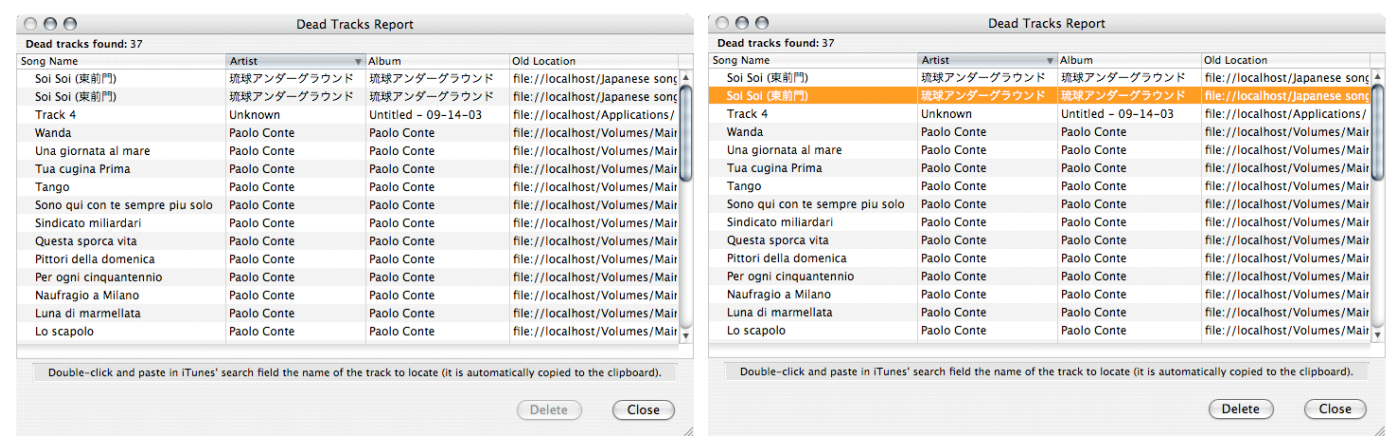 Dead Tracks Report
Dead tracks found: 37
Song Name Artist Album Old Location
Soi Soi (東前門) 琉球アンダーグラウンド 琉球アンダーグラウンド file://localhost/Japanese song
Soi Soi (東前門) 琉球アンダーグラウンド 琉球アンダーグラウンド file://localhost/Japanese song
Track 4 Unknown Untitled - 09-14-03 file://localhost/Applications/
Wanda Paolo Conte Paolo Conte file://localhost/Volumes/Mair
Una giornata al mare Paolo Conte Paolo Conte file://localhost/Volumes/Mair
Tua cugina Prima Paolo Conte Paolo Conte file://localhost/Volumes/Mair
Tango Paolo Conte Paolo Conte file://localhost/Volumes/Mair
Sono qui con te sempre piu solo Paolo Conte Paolo Conte file://localhost/Volumes/Mair
Sindicato miliardari Paolo Conte Paolo Conte file://localhost/Volumes/Mair
Questa sporca vita Paolo Conte Paolo Conte file://localhost/Volumes/Mair
Pittori della domenica Paolo Conte Paolo Conte file://localhost/Volumes/Mair
Per ogni cinquantennio Paolo Conte Paolo Conte file://localhost/Volumes/Mair
Naufragio a Milano Paolo Conte Paolo Conte file://localhost/Volumes/Mair
Luna di marmellata Paolo Conte Paolo Conte file://localhost/Volumes/Mair
Lo scapolo Paolo Conte Paolo Conte file://localhost/Volumes/Mair
Double-click and paste in iTunes' search field the name of the track to locate (it is automatically copied to the clipboard).
Delete Close
Dead Tracks Report
Dead tracks found: 37
Song Name Artist Album Old Location
Soi Soi (東前門) 琉球アンダーグラウンド 琉球アンダーグラウンド file://localhost/Japanese song
Soi Soi (東前門) 琉球アンダーグラウンド 琉球アンダーグラウンド file://localhost/Japanese song
Track 4 Unknown Untitled - 09-14-03 file://localhost/Applications/
Wanda Paolo Conte Paolo Conte file://localhost/Volumes/Mair
Una giornata al mare Paolo Conte Paolo Conte file://localhost/Volumes/Mair
Tua cugina Prima Paolo Conte Paolo Conte file://localhost/Volumes/Mair
Tango Paolo Conte Paolo Conte file://localhost/Volumes/Mair
Sono qui con te sempre piu solo Paolo Conte Paolo Conte file://localhost/Volumes/Mair
Sindicato miliardari Paolo Conte Paolo Conte file://localhost/Volumes/Mair
Questa sporca vita Paolo Conte Paolo Conte file://localhost/Volumes/Mair
Pittori della domenica Paolo Conte Paolo Conte file://localhost/Volumes/Mair
Per ogni cinquantennio Paolo Conte Paolo Conte file://localhost/Volumes/Mair
Naufragio a Milano Paolo Conte Paolo Conte file://localhost/Volumes/Mair
Luna di marmellata Paolo Conte Paolo Conte file://localhost/Volumes/Mair
Lo scapolo Paolo Conte Paolo Conte file://localhost/Volumes/Mair
Double-click and paste in iTunes' search field the name of the track to locate (it is automatically copied to the clipboard).
Delete Close